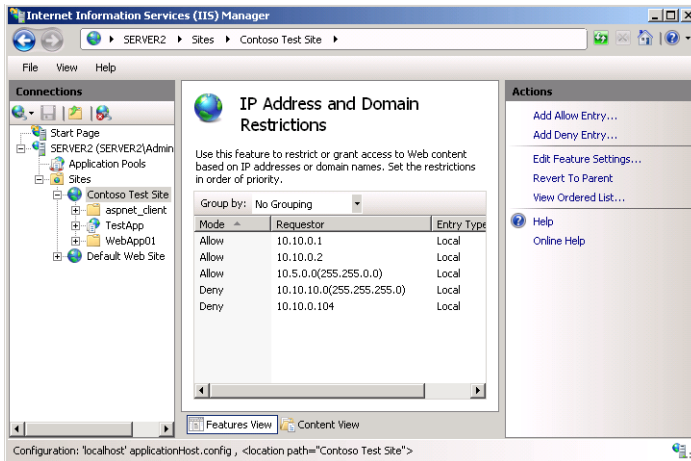 Internet Information Services (IIS) Manager
SERVER2 Sites Contoso Test Site
File View Help
Connections
Start Page
SERVER2 (SERVER2\Admin
Application Pools
Sites
Contoso Test Site
aspnet_client
TestApp
WebApp01
Default Web Site
IP Address and Domain
Restrictions
Use this feature to restrict or grant access to Web content
based on IP addresses or domain names. Set the restrictions
in order of priority.
Group by: No Grouping
Mode Requestor Entry Type
Allow 10.10.0.1 Local
Allow 10.10.0.2 Local
Allow 10.5.0.0(255.255.0.0) Local
Deny 10.10.10.0(255.255.255.0) Local
Deny 10.10.0.104 Local
Features View Content View
Actions
Add Allow Entry...
Add Deny Entry...
Edit Feature Settings...
Revert To Parent
View Ordered List...
Help
Online Help
Configuration: 'localhost' applicationHost.config , <location path="Contoso Test Site">